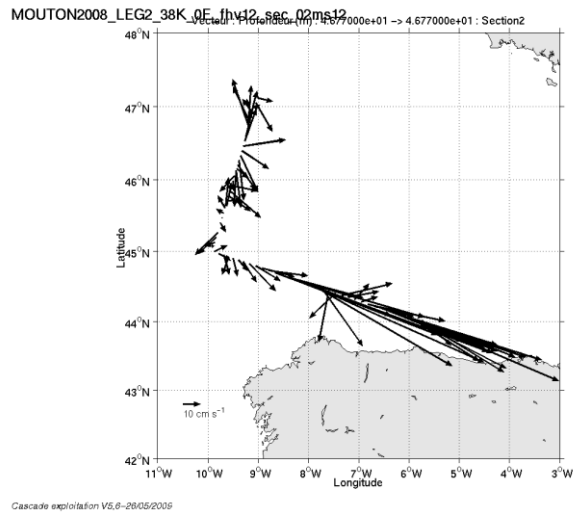 MOUTON2008_LEG2_38K_0E_fhv12_sec_02ms12
Vecteur : Profondeur(m) : 4.677000e+01 -> 4.677000e+01 : Section2
48°N
47°N
46°N
45°N
44°N
43°N
42°N
Latitude
10 cm s⁻¹
11°W 10°W 9°W 8°W 7°W 6°W 5°W 4°W 3°W
Longitude
Cascade exploitation V5,6-26/05/2009